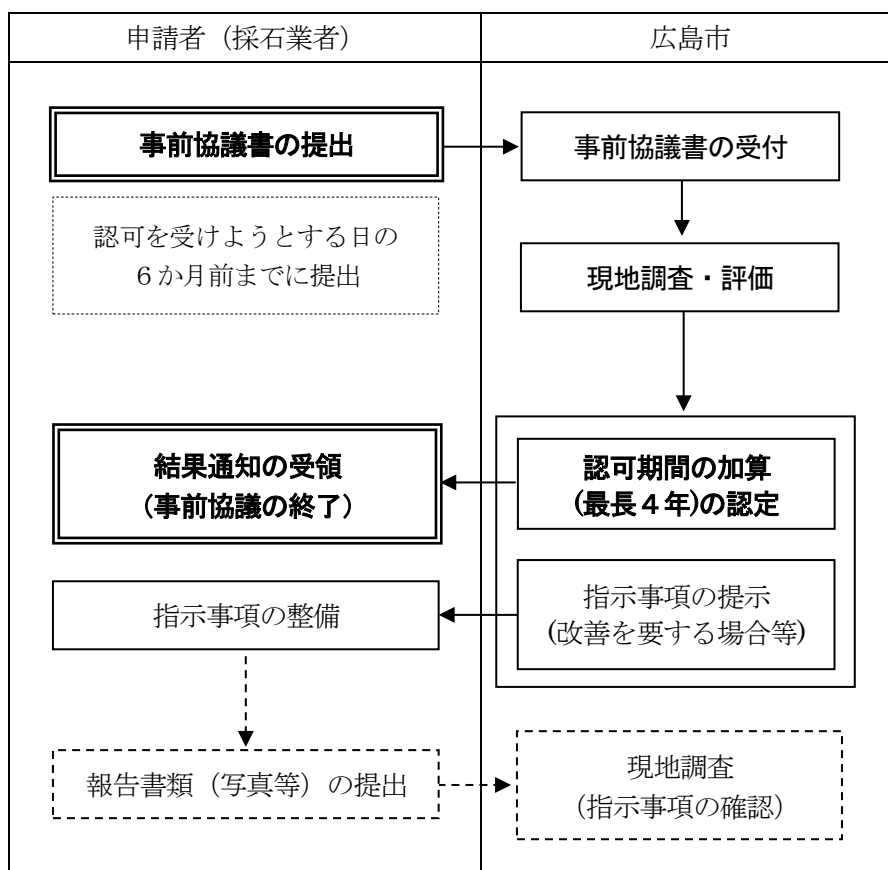 申請者（採石業者）
広島市
事前協議書の提出
事前協議書の受付
認可を受けようとする日の
６か月前までに提出
現地調査・評価
結果通知の受領
（事前協議の終了）
認可期間の加算
(最長４年)の認定
指示事項の整備
指示事項の提示
(改善を要する場合等)
報告書類（写真等）の提出
現地調査
（指示事項の確認）